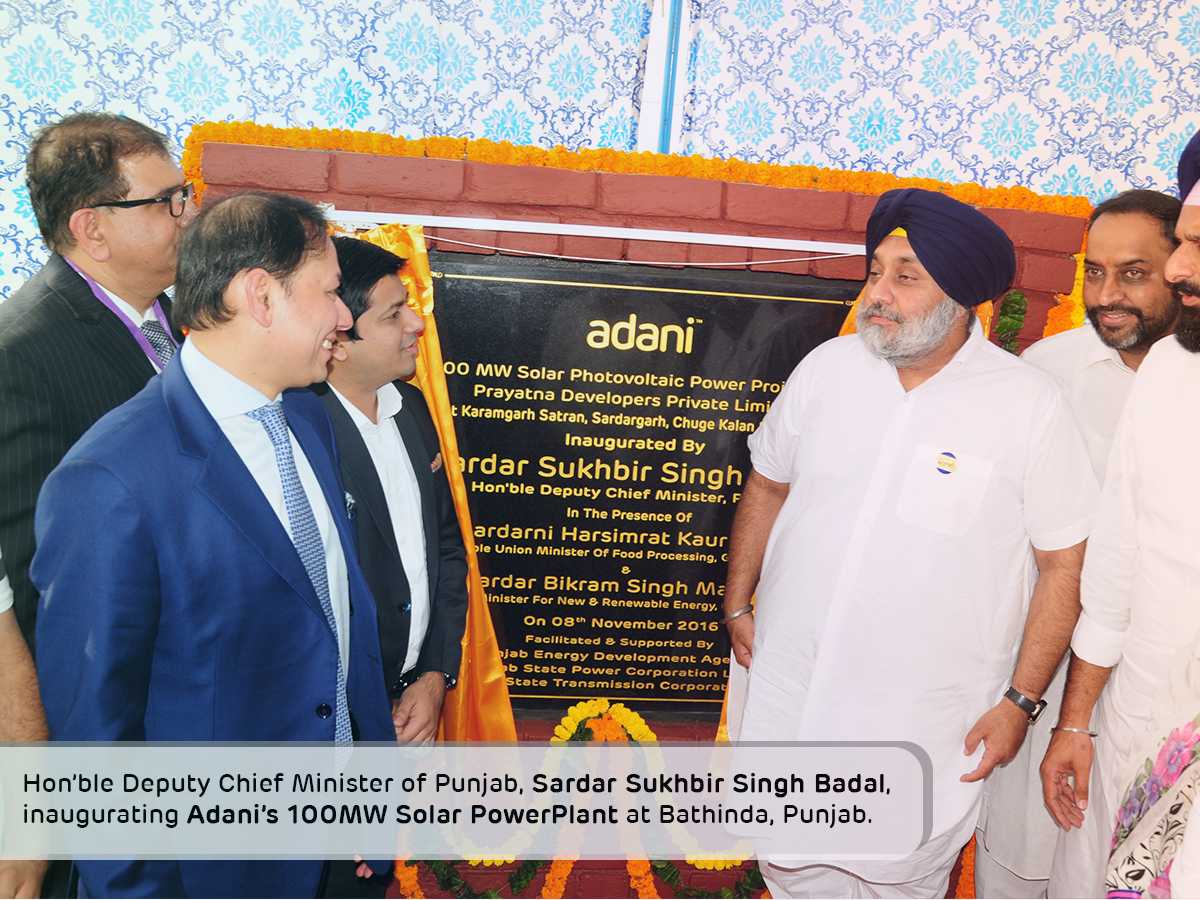 adani™
00 MW Solar Photovoltaic Power Proj
Prayatna Developers Private Limi
t Karamgarh Satran, Sardargarh, Chuge Kalan
Inaugurated By
ardar Sukhbir Singh
Hon'ble Deputy Chief Minister, P
In The Presence Of
ardarni Harsimrat Kaur
ble Union Minister Of Food Processing, G
&
ardar Bikram Singh Ma
Minister For New & Renewable Energy,
On 08th November 2016
Facilitated & Supported By
njab Energy Development Age
ab State Power Corporation L
State Transmission Corporat
Hon'ble Deputy Chief Minister of Punjab, Sardar Sukhbir Singh Badal,
inaugurating Adani's 100MW Solar PowerPlant at Bathinda, Punjab.